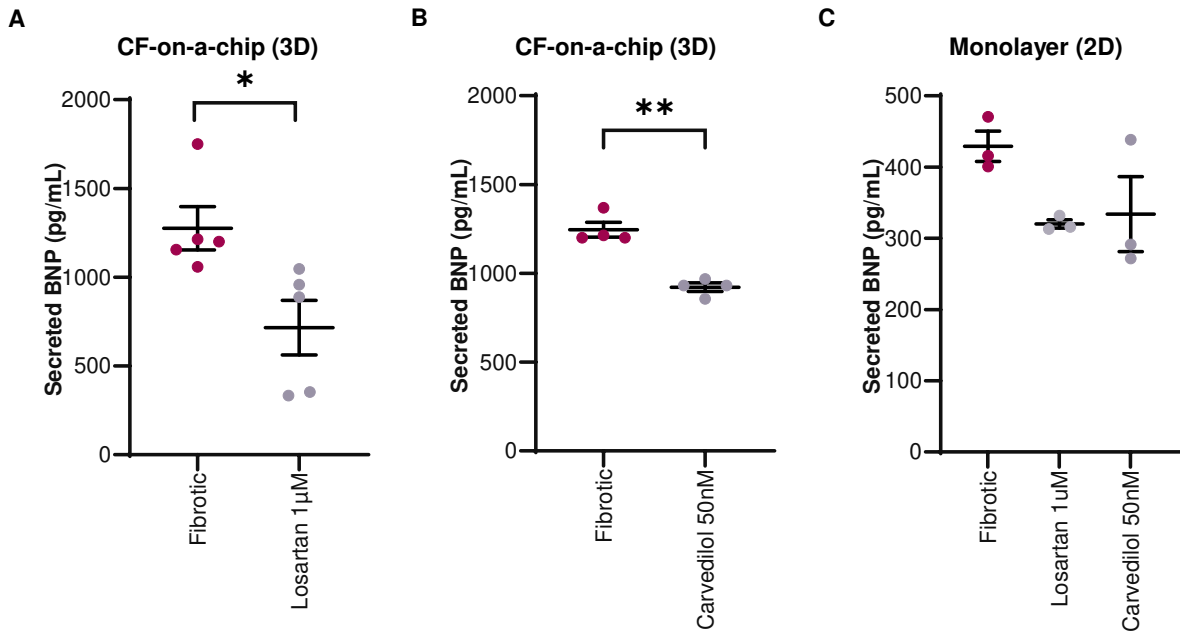 A
CF-on-a-chip (3D)
*
Secreted BNP (pg/mL)
2000
1500
1000
500
0
Fibrotic
Losartan 1µM
B
CF-on-a-chip (3D)
**
Secreted BNP (pg/mL)
2000
1500
1000
500
0
Fibrotic
Carvedilol 50nM
C
Monolayer (2D)
Secreted BNP (pg/mL)
500
400
300
200
100
0
Fibrotic
Losartan 1uM
Carvedilol 50nM